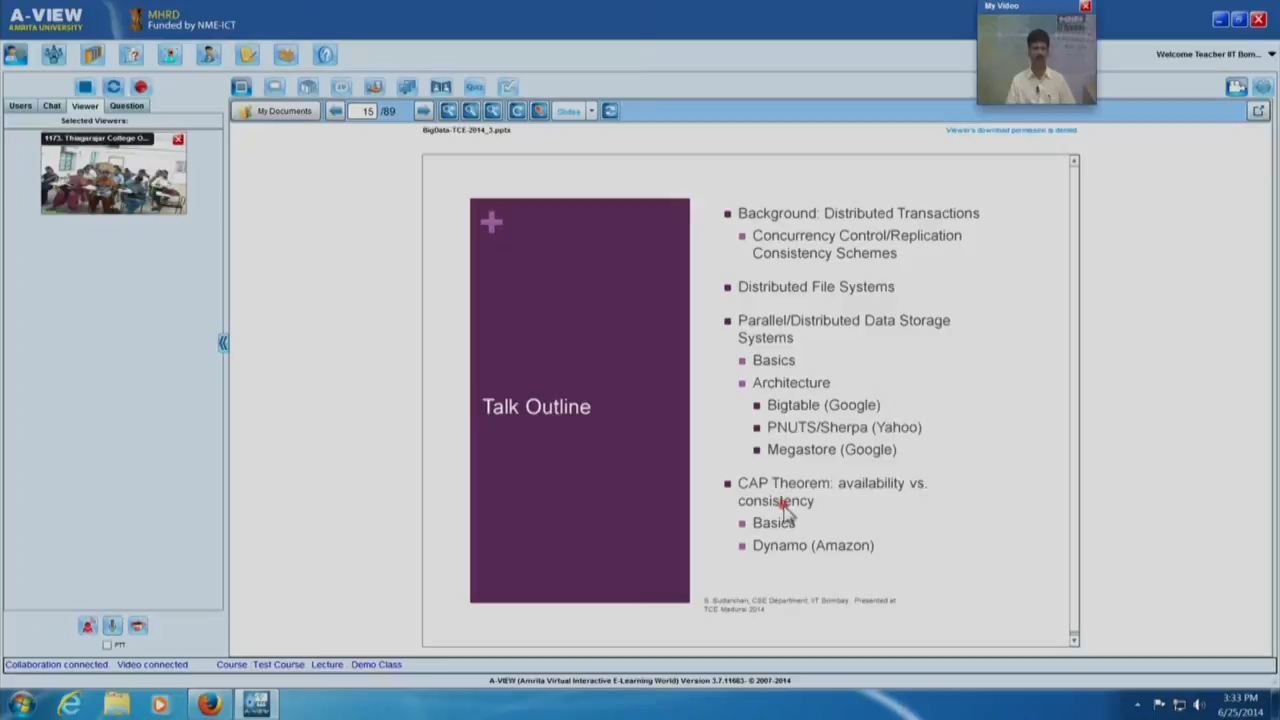 A-VIEW
AMRITA UNIVERSITY
MHRD
Funded by NME-ICT
My Video
Welcome Teacher IIT Bom...
Quiz
Users Chat Viewer Question
Selected Viewers:
1173. Thiagarajar College O...
My Documents
15 /89
Slides
BigData-TCE-2014_3.pptx
Viewer's download permission is denied
Talk Outline
Background: Distributed Transactions
Concurrency Control/Replication
Consistency Schemes
Distributed File Systems
Parallel/Distributed Data Storage
Systems
Basics
Architecture
Bigtable (Google)
PNUTS/Sherpa (Yahoo)
Megastore (Google)
CAP Theorem: availability vs.
consistency
Basics
Dynamo (Amazon)
S. Sudarshan, CSE Department, IIT Bombay. Presented at
TCE Madurai 2014
PTT
Collaboration connected Video connected Course : Test Course Lecture : Demo Class
A-VIEW (Amrita Virtual Interactive E-Learning World) Version 3.7.11663- © 2007-2014
3:33 PM
6/25/2014